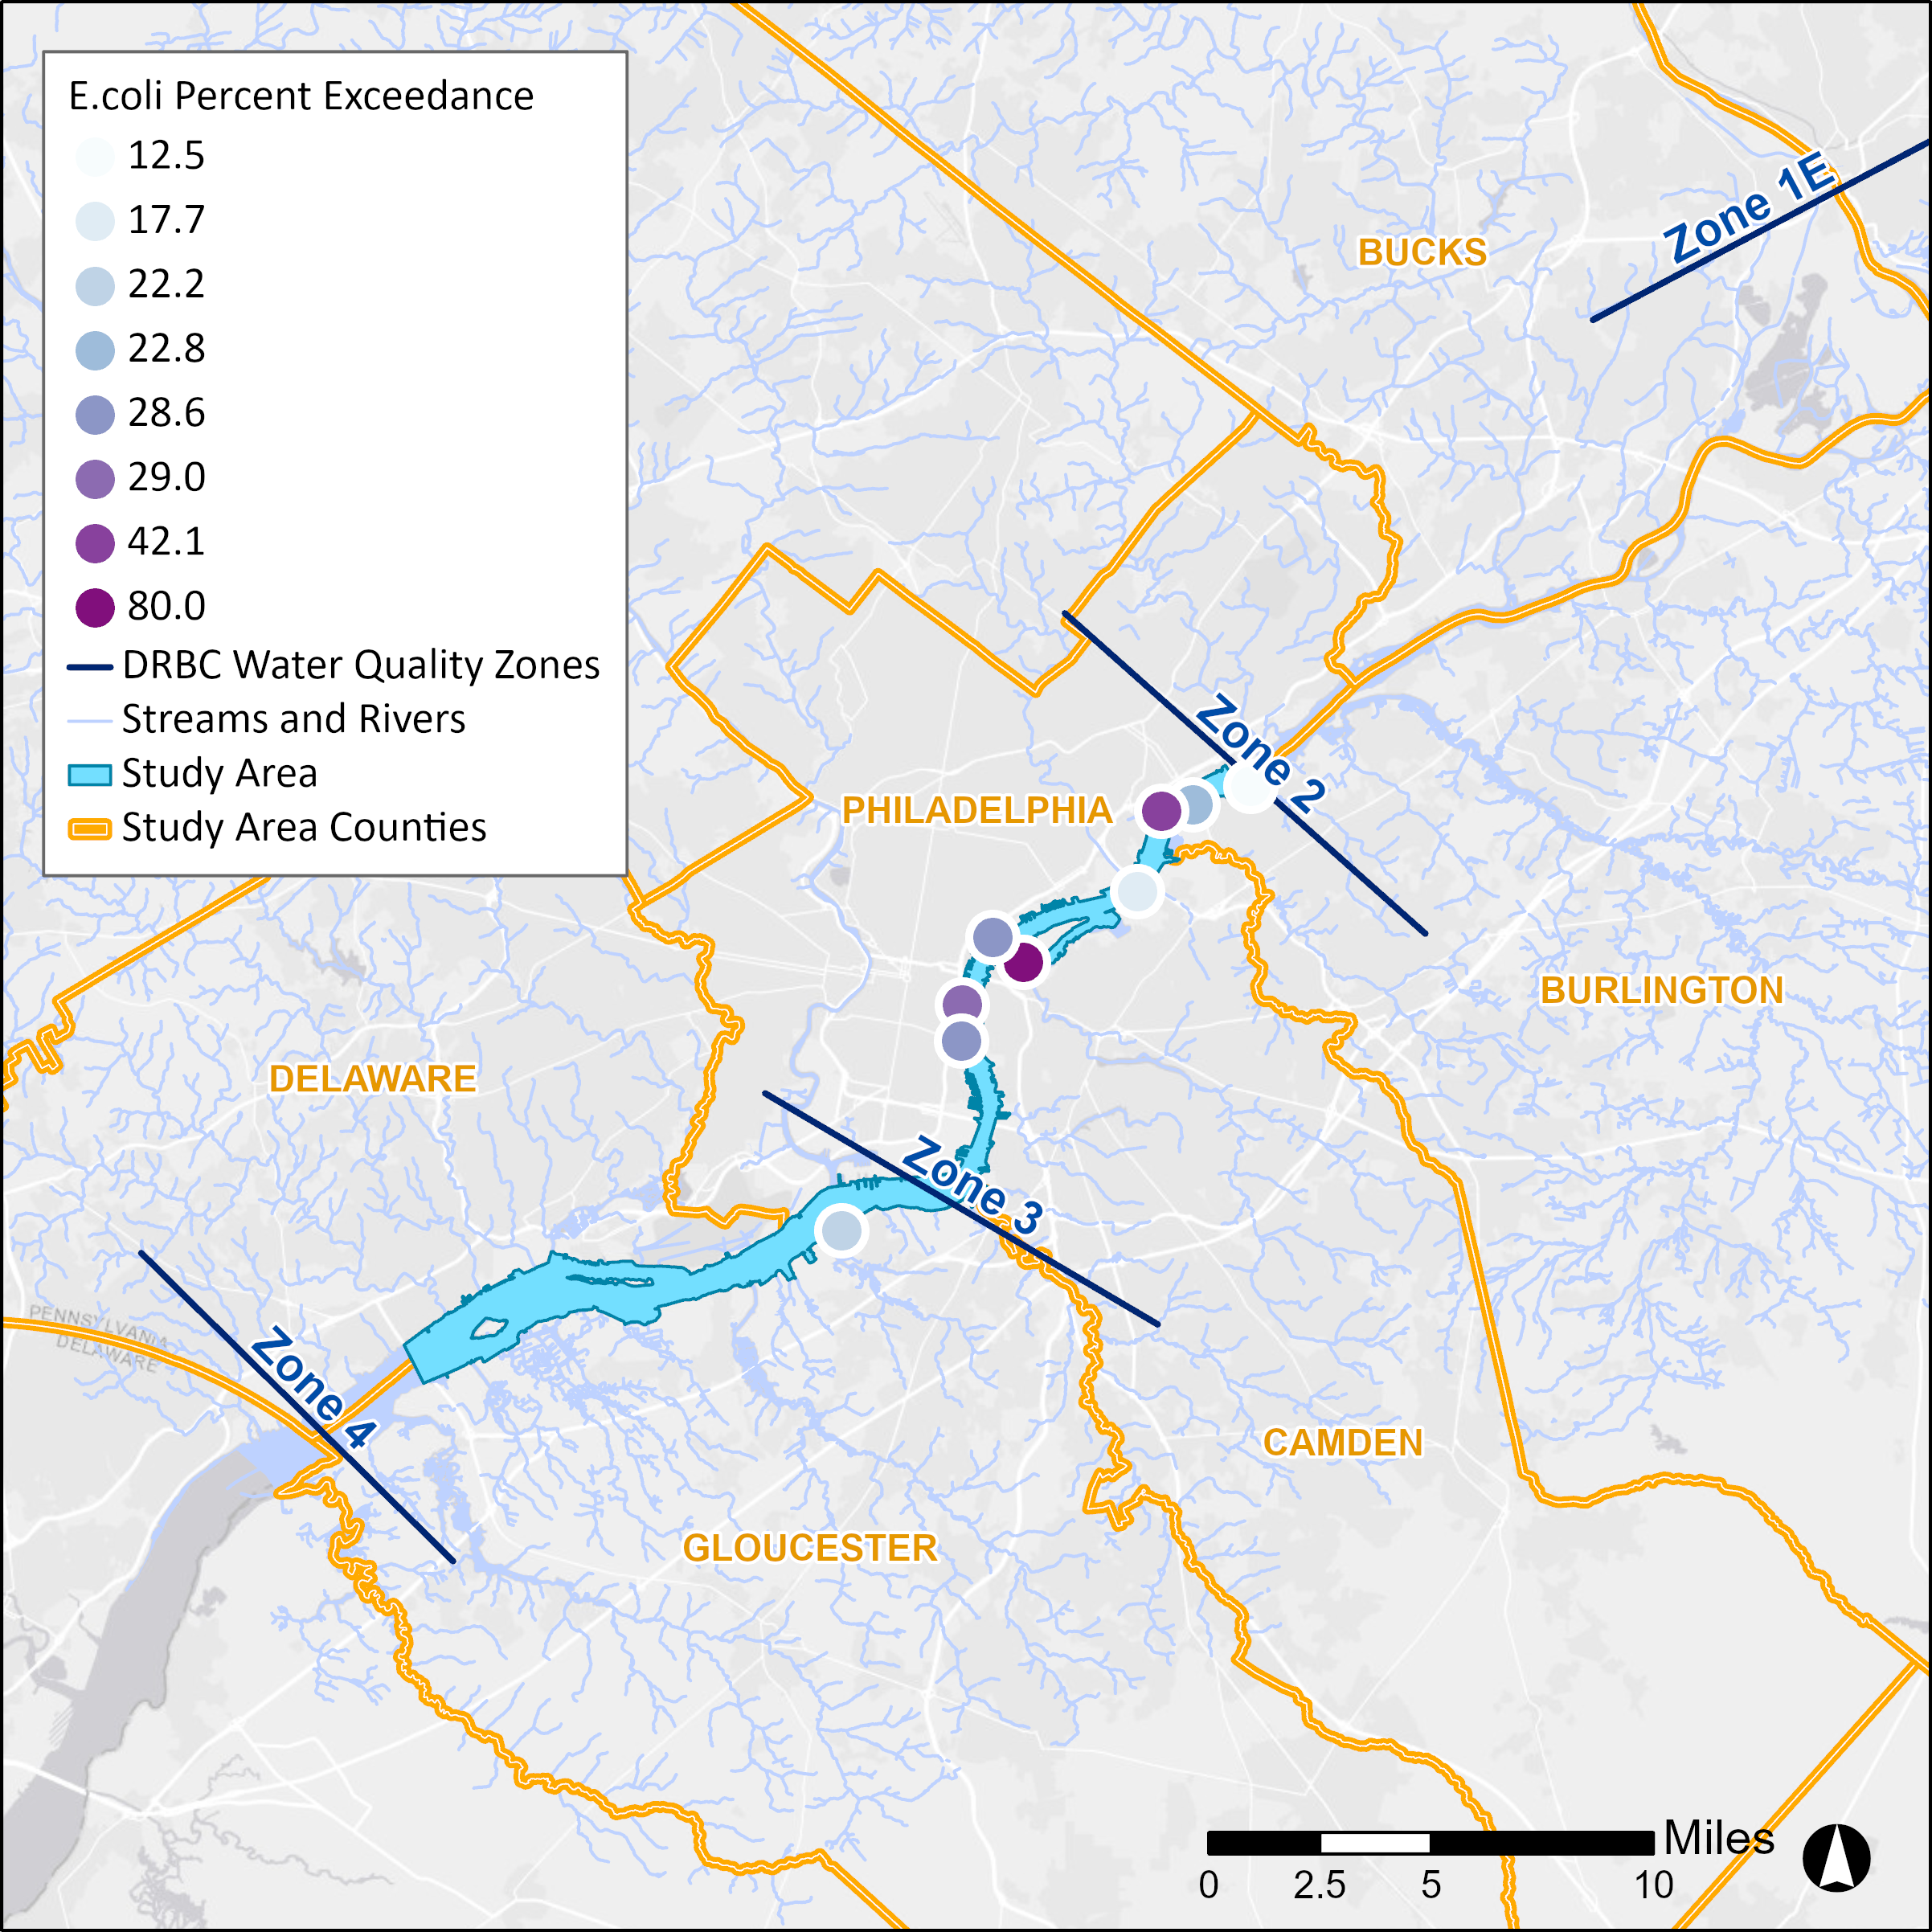 E.coli Percent Exceedance
12.5
17.7
22.2
22.8
28.6
29.0
42.1
80.0
DRBC Water Quality Zones
Streams and Rivers
Study Area
Study Area Counties
Zone 1E
BUCKS
Zone 2
PHILADELPHIA
BURLINGTON
DELAWARE
Zone 3
PENNSYLVANIA
DELAWARE
Zone 4
CAMDEN
GLOUCESTER
Miles
0 2.5 5 10